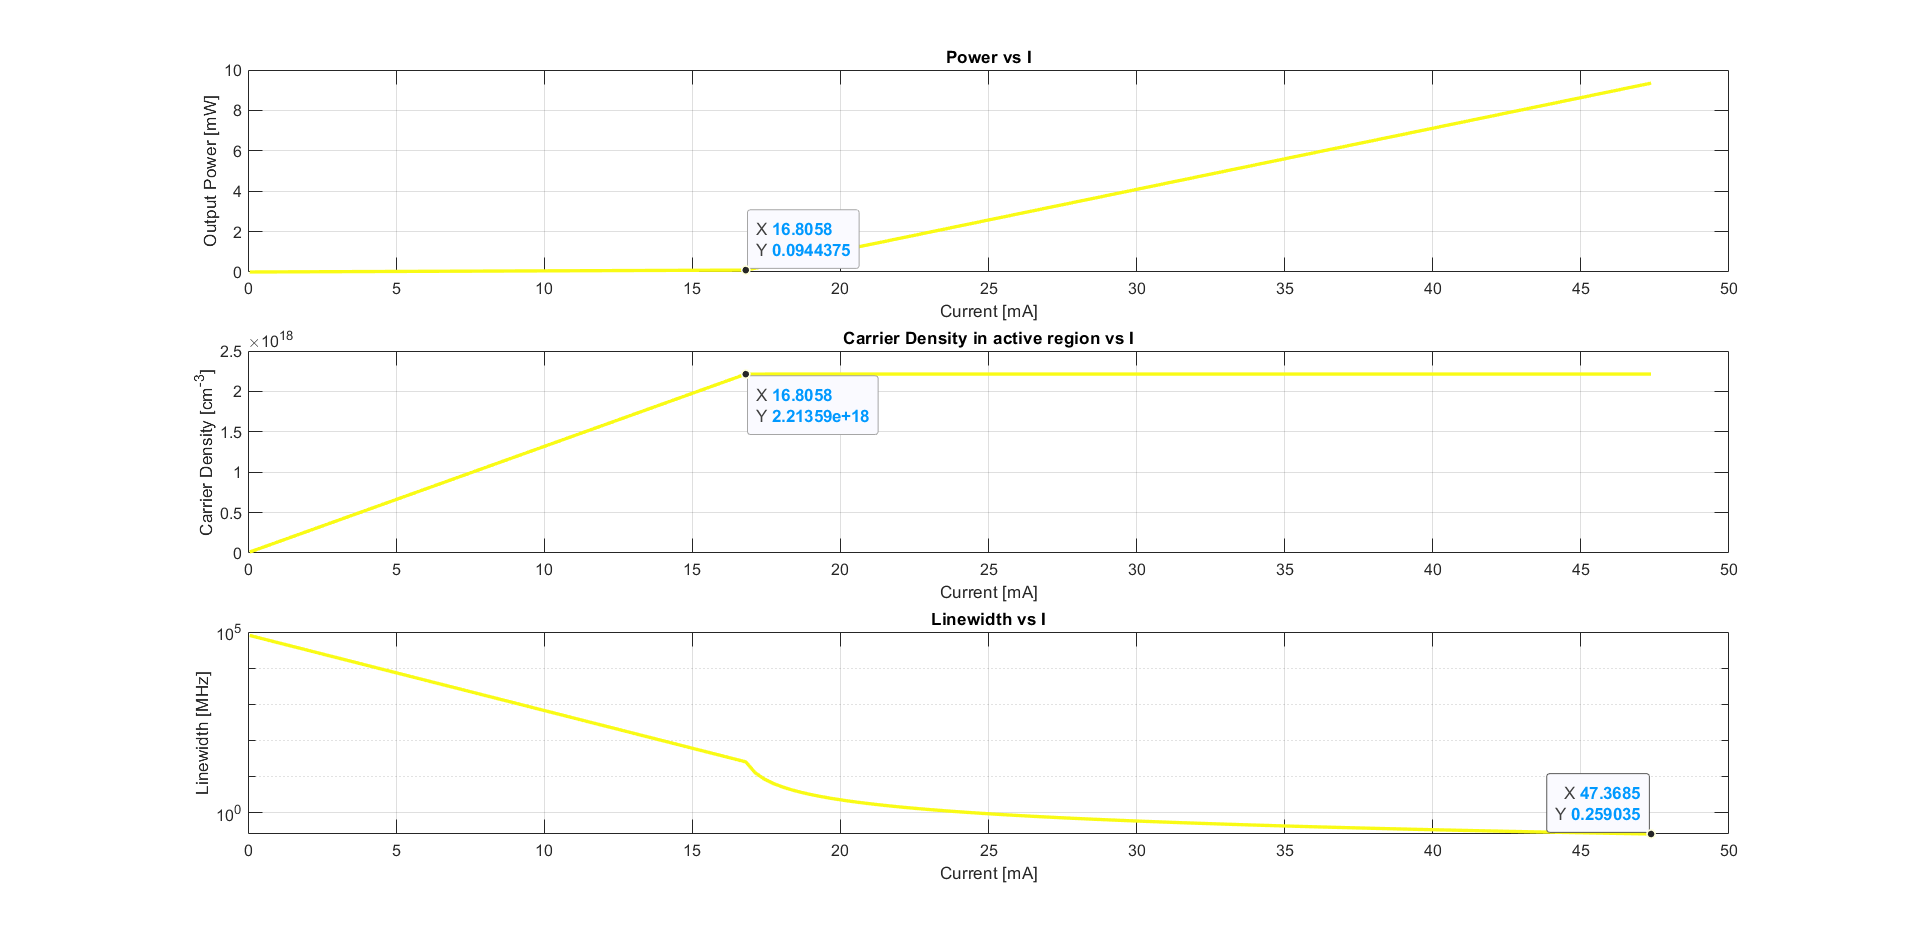 Power vs I
Output Power [mW]
10
8
6
4
2
0
X 16.8058
Y 0.0944375
0 5 10 15 20 25 30 35 40 45 50
Current [mA]
Carrier Density in active region vs I
×10^18
Carrier Density [cm^-3]
2.5
2
1.5
1
0.5
0
X 16.8058
Y 2.21359e+18
0 5 10 15 20 25 30 35 40 45 50
Current [mA]
Linewidth vs I
Linewidth [MHz]
10^5
10^0
X 47.3685
Y 0.259035
0 5 10 15 20 25 30 35 40 45 50
Current [mA]